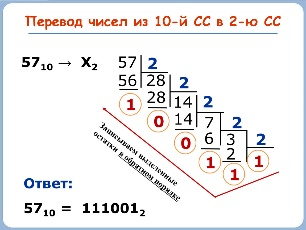 Перевод чисел из 10-й СС в 2-ю СС
57₁₀ → X₂
57 2
56 28 2
1 28 14 2
0 14 7 2
0 6 3 2
1 2 1
1
Записываем выделенные
остатки в обратном порядке
Ответ:
57₁₀ = 111001₂